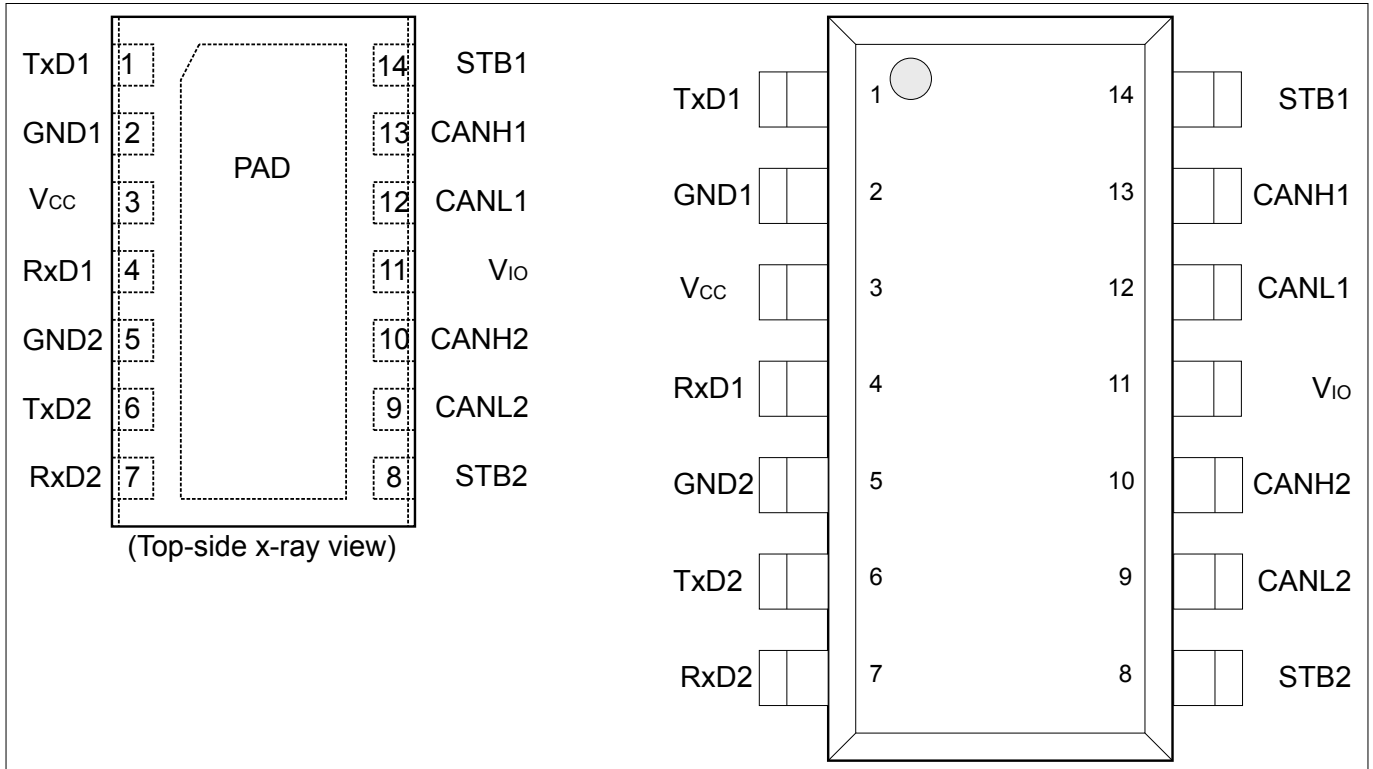 TxD1 1 14 STB1
GND1 2 13 CANH1
VCC 3 PAD 12 CANL1
RxD1 4 11 VIO
GND2 5 10 CANH2
TxD2 6 9 CANL2
RxD2 7 8 STB2
(Top-side x-ray view)
TxD1 1 14 STB1
GND1 2 13 CANH1
VCC 3 12 CANL1
RxD1 4 11 VIO
GND2 5 10 CANH2
TxD2 6 9 CANL2
RxD2 7 8 STB2